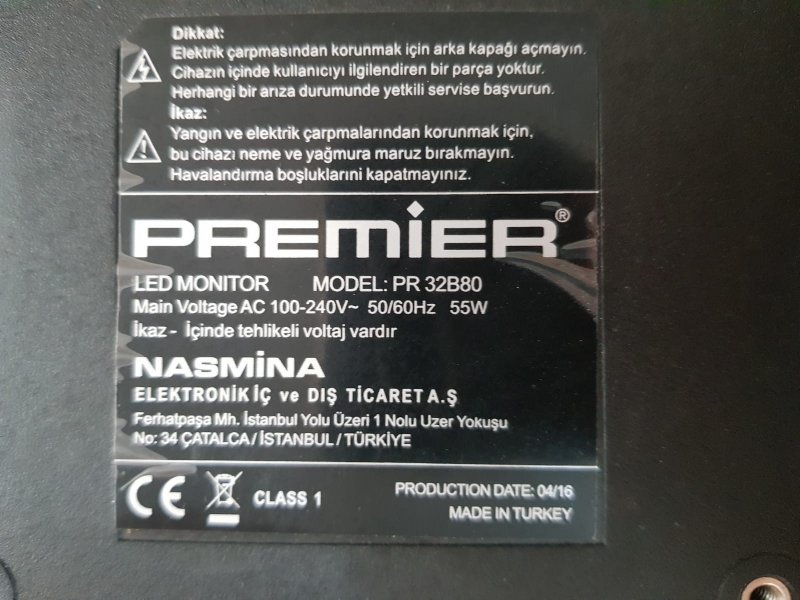 Dikkat:
Elektrik çarpmasından korunmak için arka kapağı açmayın.
Cihazın içinde kullanıcıyı ilgilendiren bir parça yoktur.
Herhangi bir arıza durumunde yetkili servise başvurun.
İkaz:
Yangın ve elektrik çarpmalarından korunmak için,
bu cihazı neme ve yağmura maruz bırakmayın.
Havalandırma boşluklarını kapatmayınız.
PREMiER®
LED MONITOR MODEL: PR 32B80
Main Voltage AC 100-240V~ 50/60Hz 55W
İkaz - İçinde tehlikeli voltaj vardır
NASMİNA
ELEKTRONİK İÇ ve DIŞ TİCARET A.Ş
Ferhatpaşa Mh. İstanbul Yolu Üzeri 1 Nolu Uzer Yokuşu
No: 34 ÇATALCA / İSTANBUL / TÜRKİYE
CE CLASS 1 PRODUCTION DATE: 04/16
MADE IN TURKEY